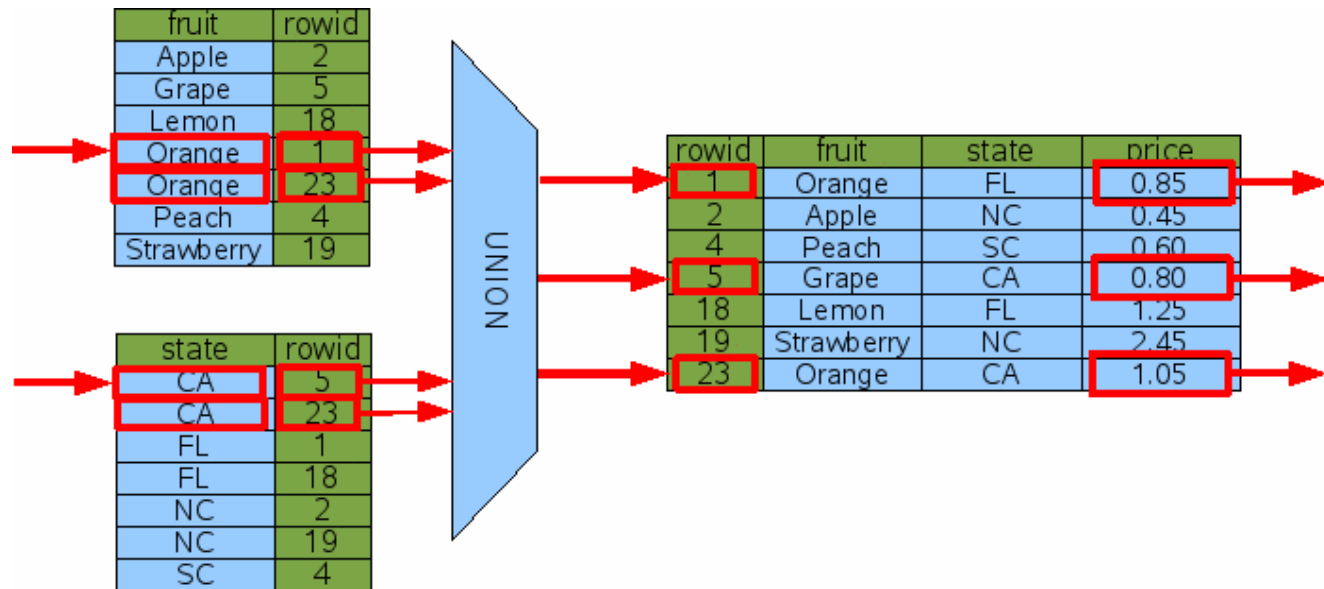 fruit rowid
Apple 2
Grape 5
Lemon 18
Orange 1
Orange 23
Peach 4
Strawberry 19
state rowid
CA 5
CA 23
FL 1
FL 18
NC 2
NC 19
SC 4
UNION
rowid fruit state price
1 Orange FL 0.85
2 Apple NC 0.45
4 Peach SC 0.60
5 Grape CA 0.80
18 Lemon FL 1.25
19 Strawberry NC 2.45
23 Orange CA 1.05